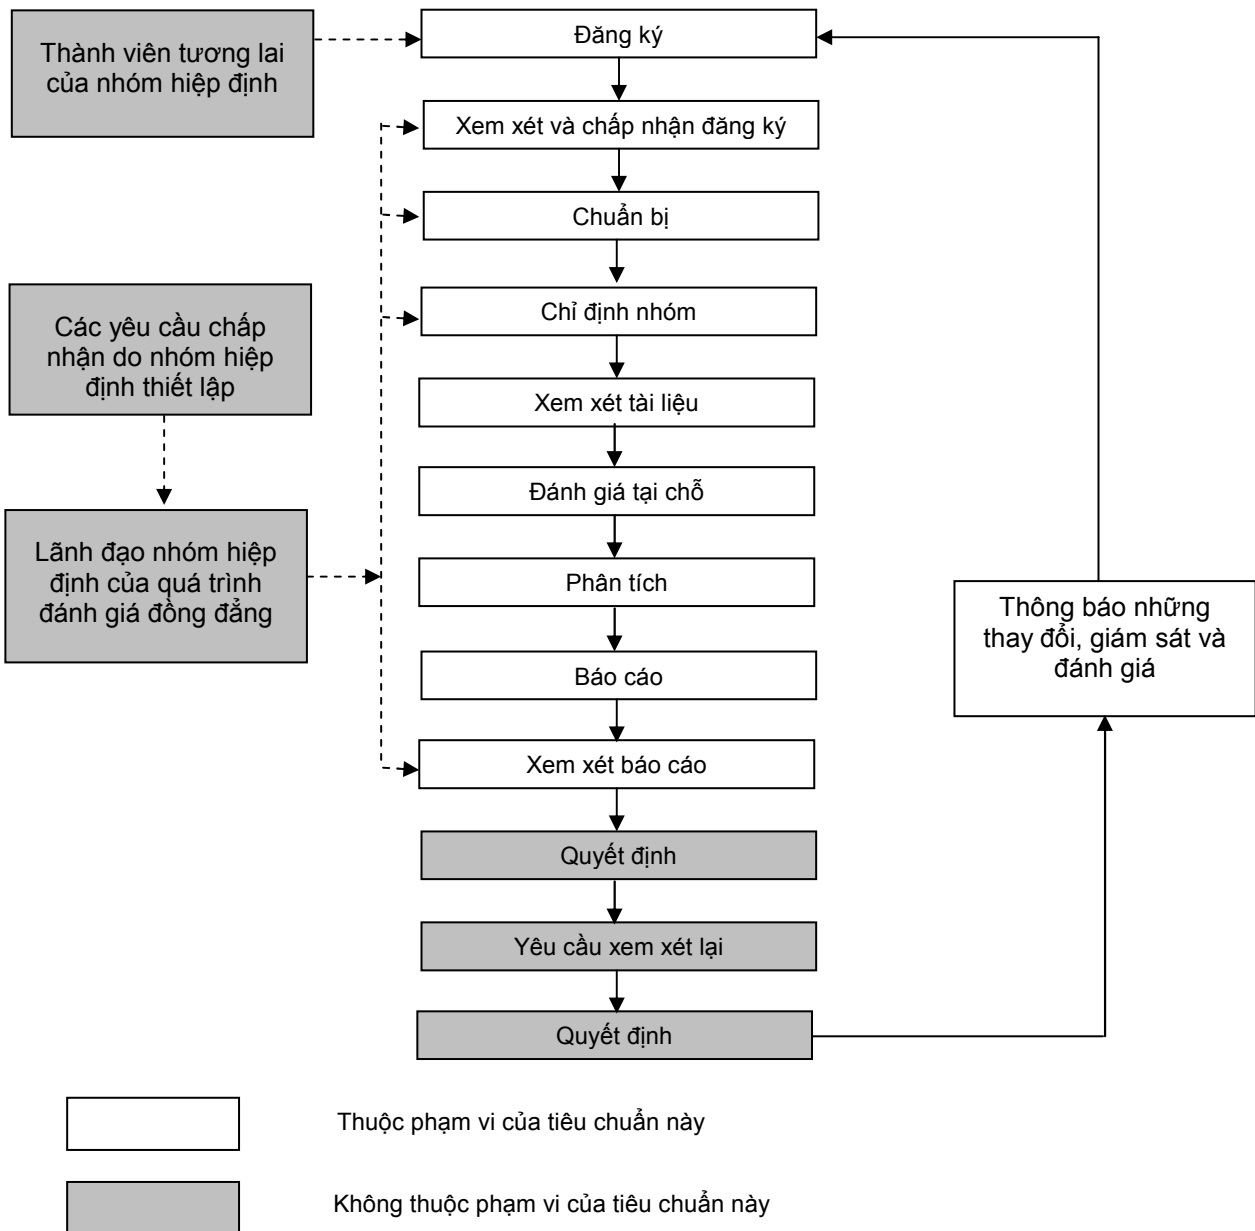 Thành viên tương lai
của nhóm hiệp định
Đăng ký
Xem xét và chấp nhận đăng ký
Chuẩn bị
Chỉ định nhóm
Các yêu cầu chấp
nhận do nhóm hiệp
định thiết lập
Xem xét tài liệu
Đánh giá tại chỗ
Lãnh đạo nhóm hiệp
định của quá trình
đánh giá đồng đẳng
Phân tích
Báo cáo
Thông báo những
thay đổi, giám sát và
đánh giá
Xem xét báo cáo
Quyết định
Yêu cầu xem xét lại
Quyết định
Thuộc phạm vi của tiêu chuẩn này
Không thuộc phạm vi của tiêu chuẩn này